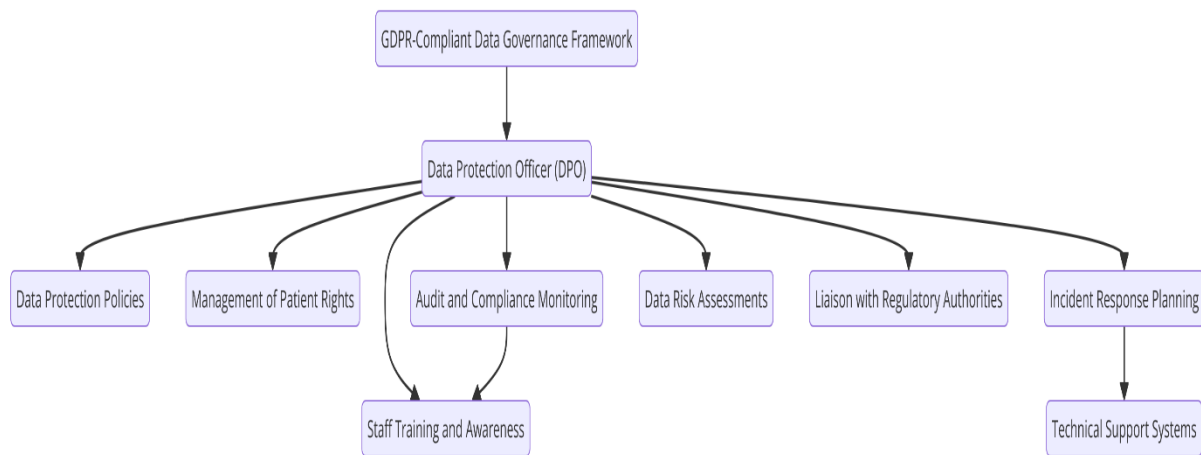 GDPR-Compliant Data Governance Framework
Data Protection Officer (DPO)
Data Protection Policies
Management of Patient Rights
Audit and Compliance Monitoring
Data Risk Assessments
Liaison with Regulatory Authorities
Incident Response Planning
Staff Training and Awareness
Technical Support Systems